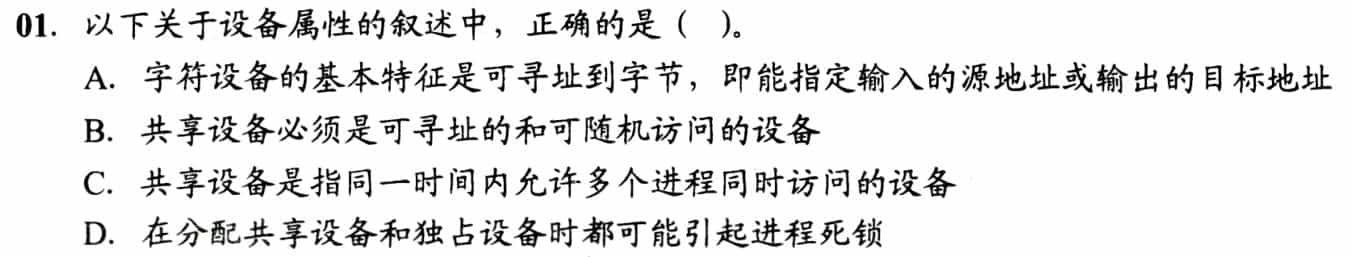 01. 以下关于设备属性的叙述中，正确的是（ ）。
A. 字符设备的基本特征是可寻址到字节，即能指定输入的源地址或输出的目标地址
B. 共享设备必须是可寻址的和可随机访问的设备
C. 共享设备是指同一时间内允许多个进程同时访问的设备
D. 在分配共享设备和独占设备时都可能引起进程死锁